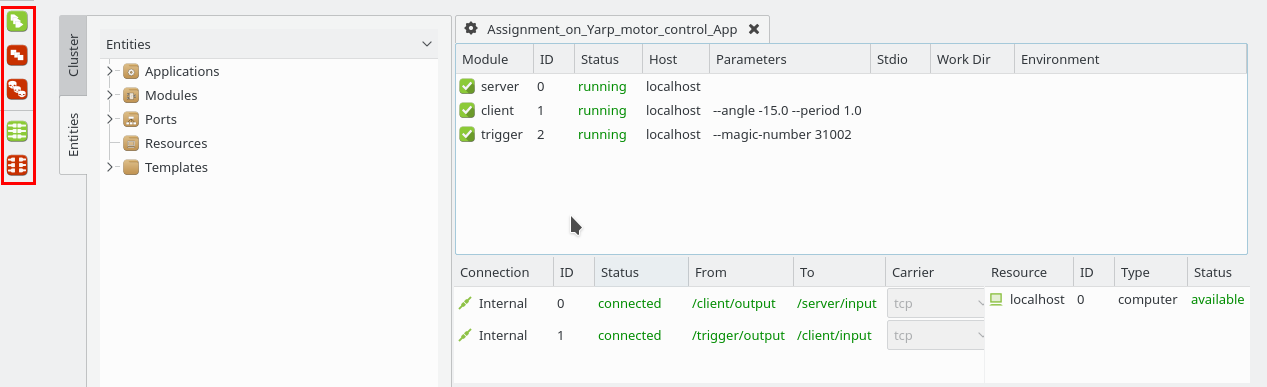 Cluster
Entities
Entities
Applications
Modules
Ports
Resources
Templates
Assignment_on_Yarp_motor_control_App
Module ID Status Host Parameters Stdio Work Dir Environment
server 0 running localhost
client 1 running localhost --angle -15.0 --period 1.0
trigger 2 running localhost --magic-number 31002
Connection ID Status From To Carrier
Internal 0 connected /client/output /server/input tcp
Internal 1 connected /trigger/output /client/input tcp
Resource ID Type Status
localhost 0 computer available